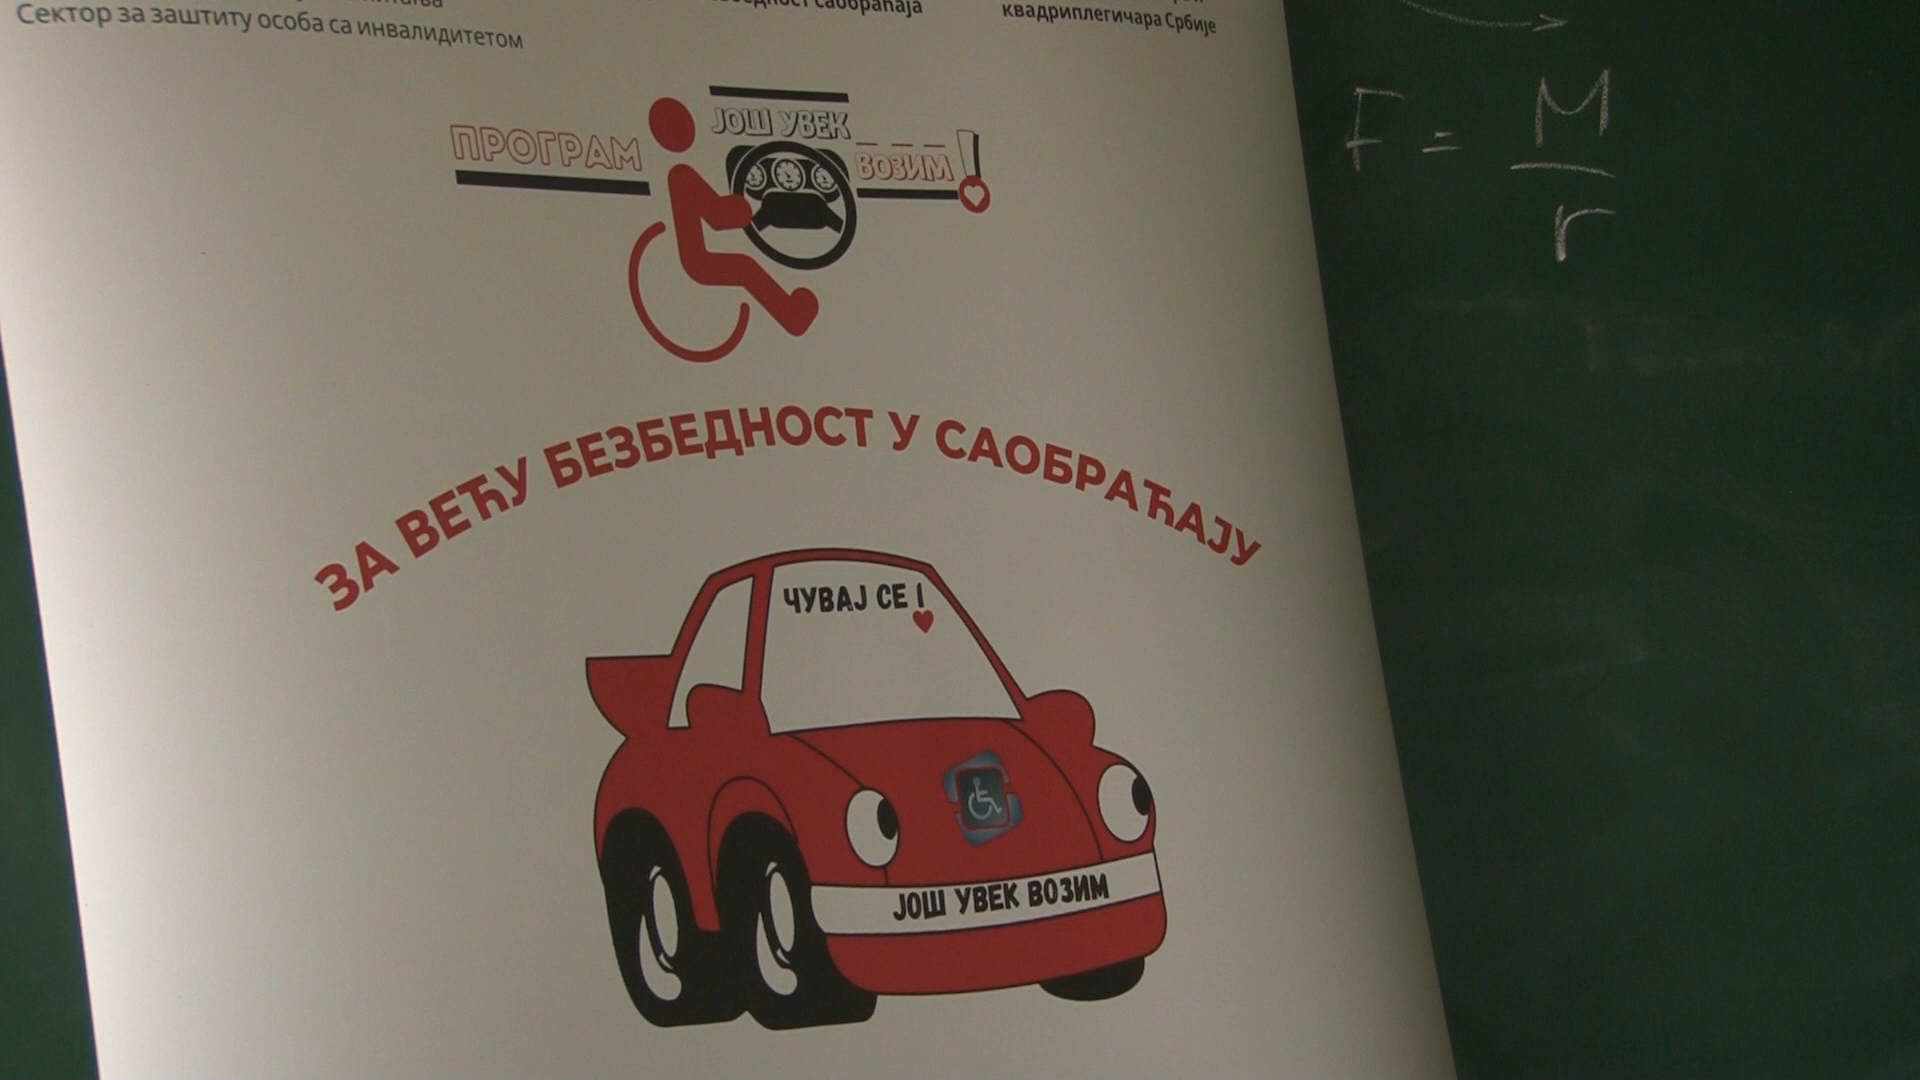 Сектор за заштиту особа са инвалидитетом
саобраћаја
квадриплегичара Србије
ПРОГРАМ
ЈОШ УВЕК
ВОЗИМ!
ЗА ВЕЋУ БЕЗБЕДНОСТ У САОБРАЋАЈУ
ЧУВАЈ СЕ !
ЈОШ УВЕК ВОЗИМ
F = M / r